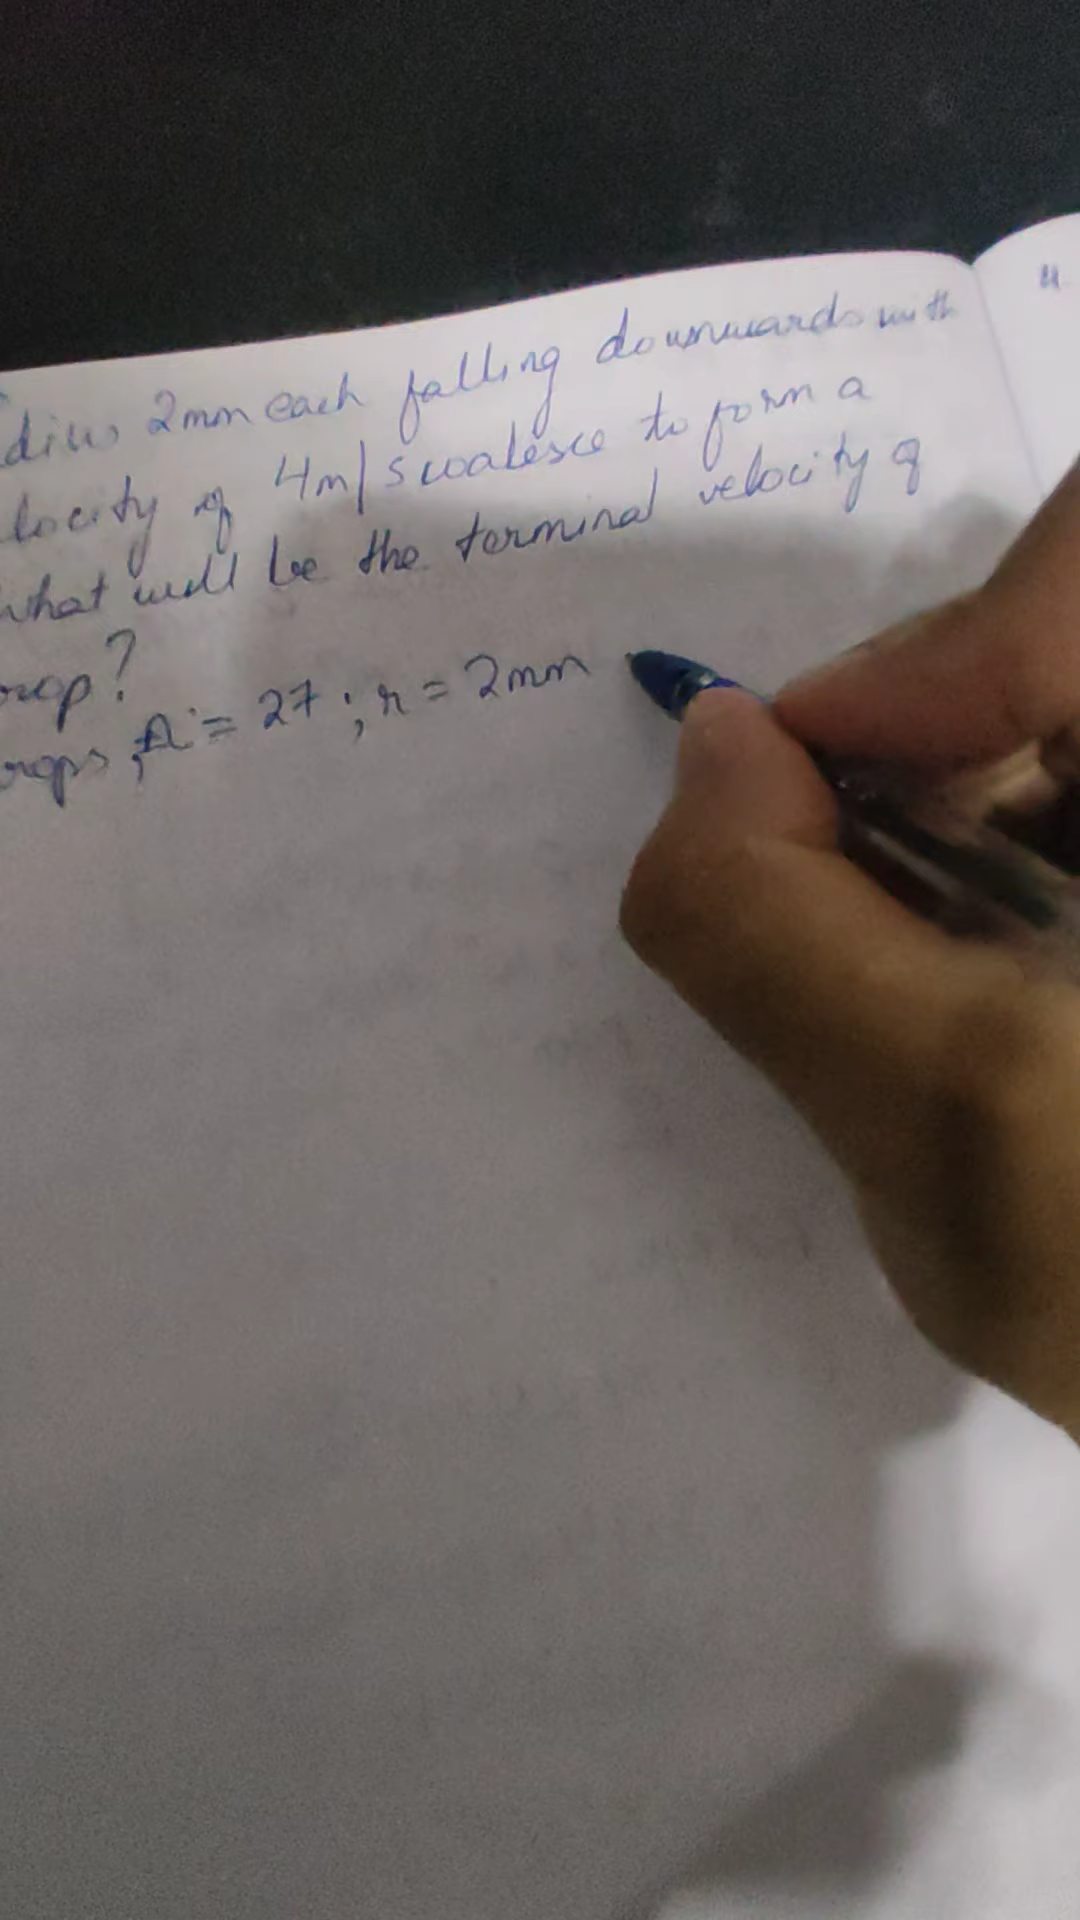 dius 2mm each falling downwards with
locity of 4m/s coalesce to form a
What will be the terminal velocity of
rop?
rops, n = 27 ; r = 2mm